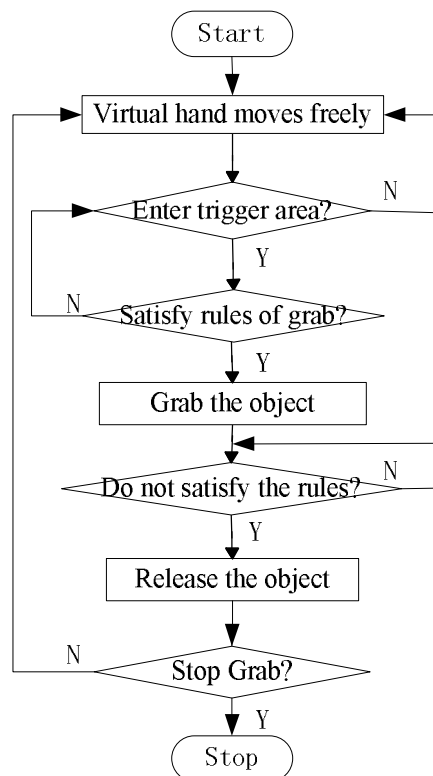 Start
Virtual hand moves freely
Enter trigger area?
N
Y
Satisfy rules of grab?
N
Y
Grab the object
Do not satisfy the rules?
N
Y
Release the object
Stop Grab?
N
Y
Stop